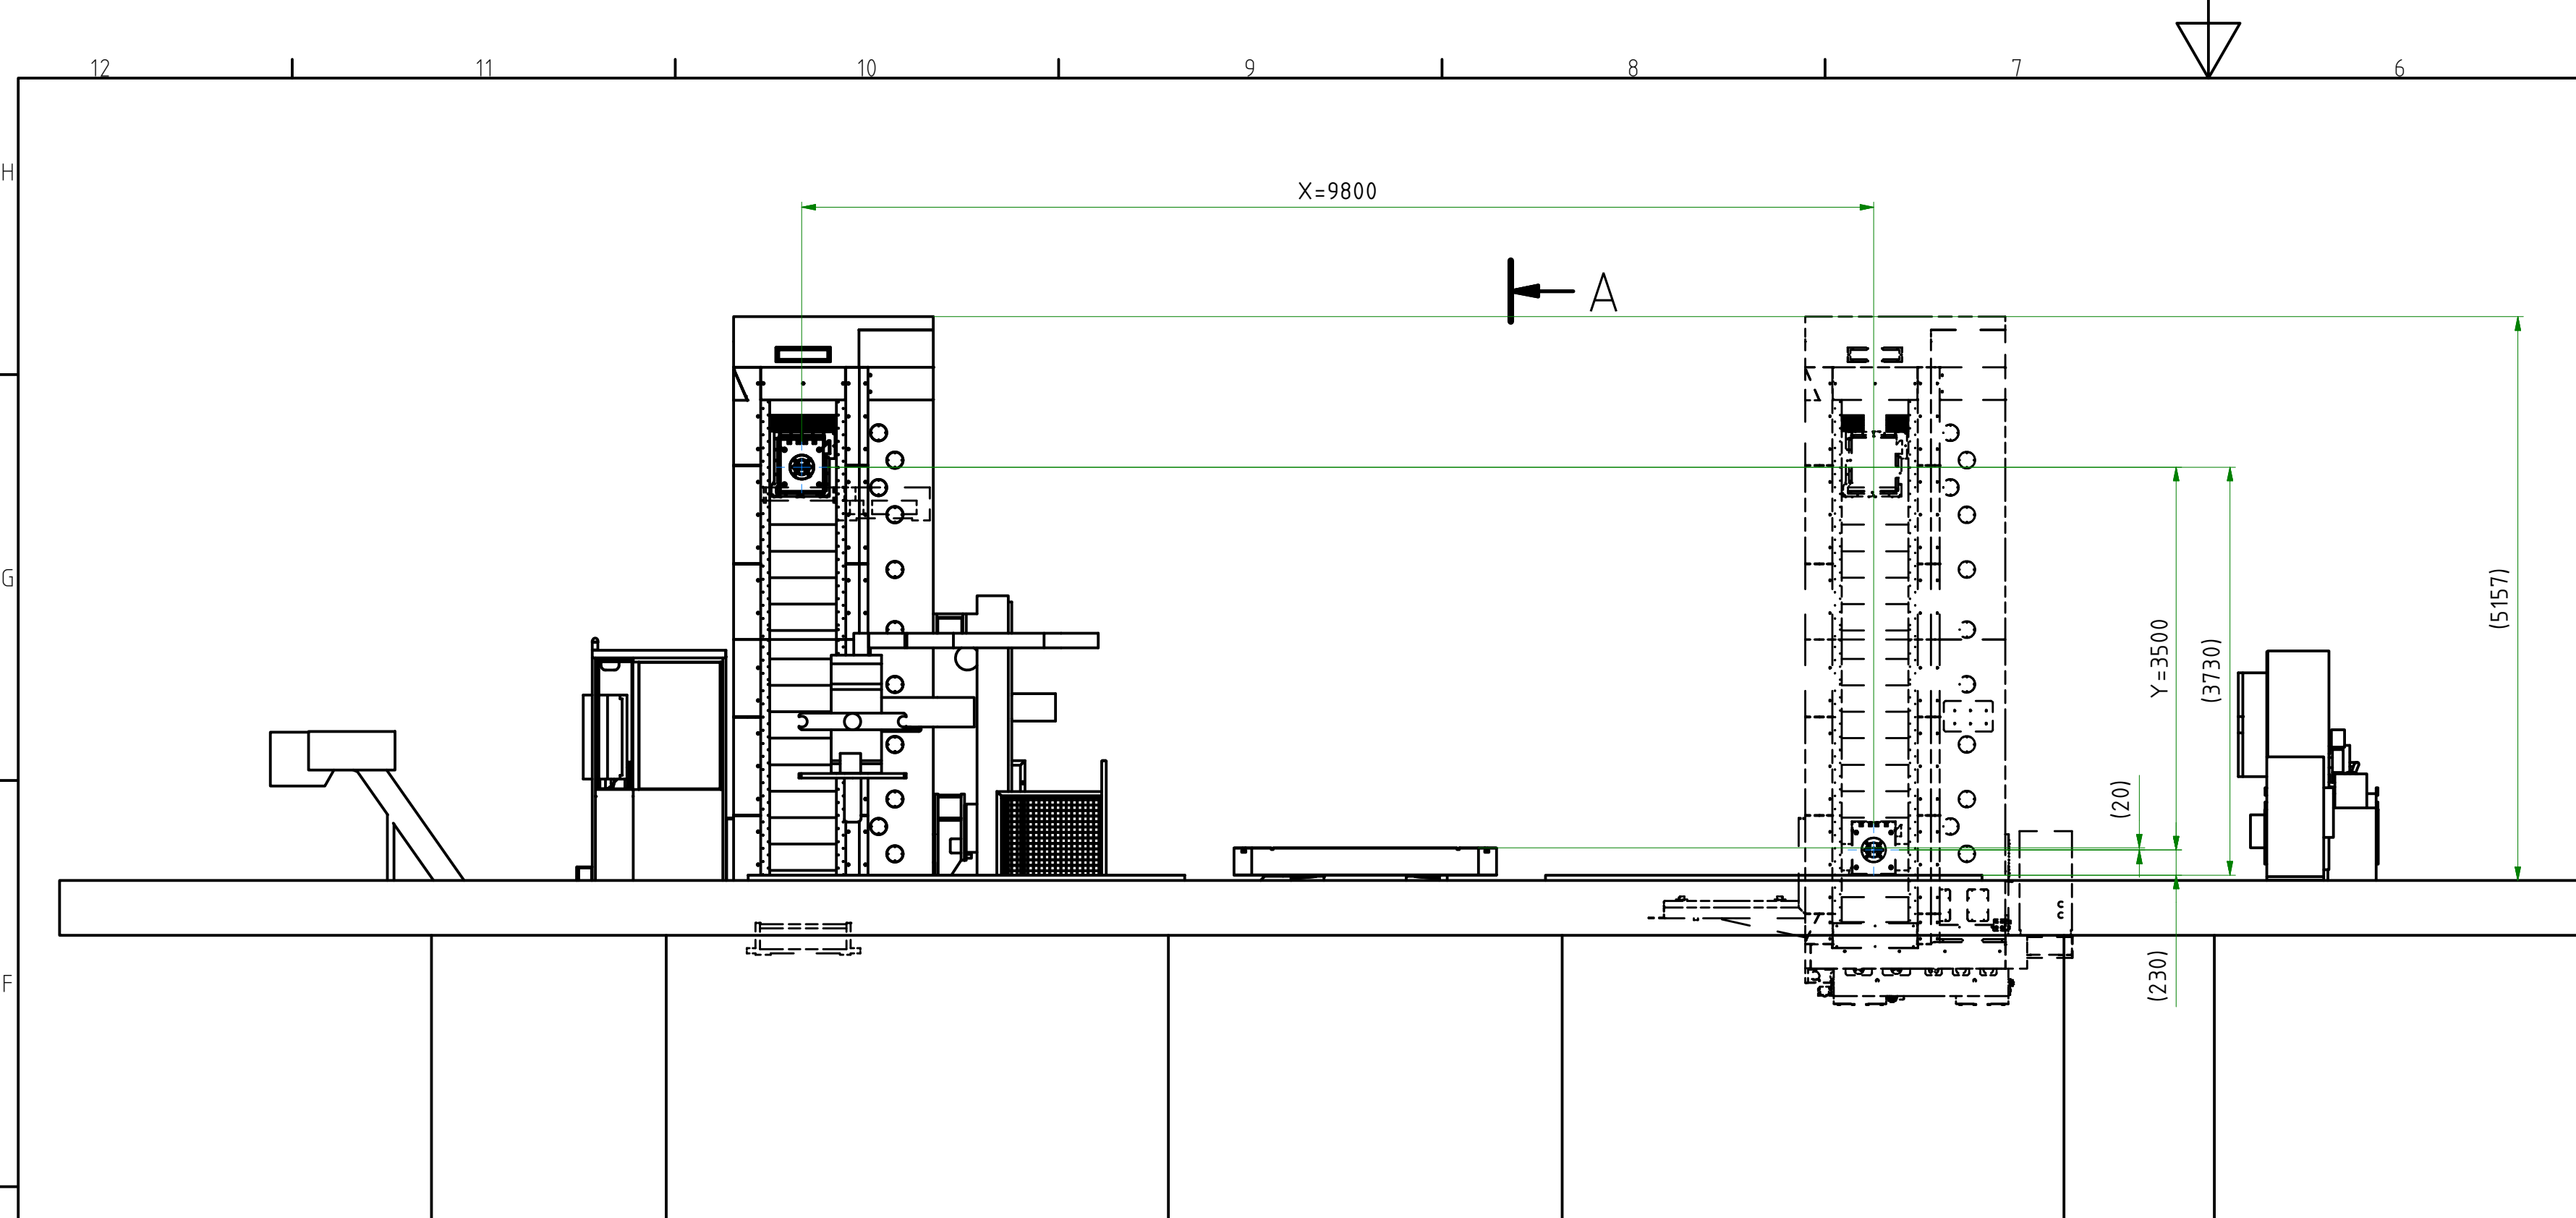 12 11 10 9 8 7 6
H
X=9800
A
G
(5157)
Y=3500
(3730)
(20)
F
(230)